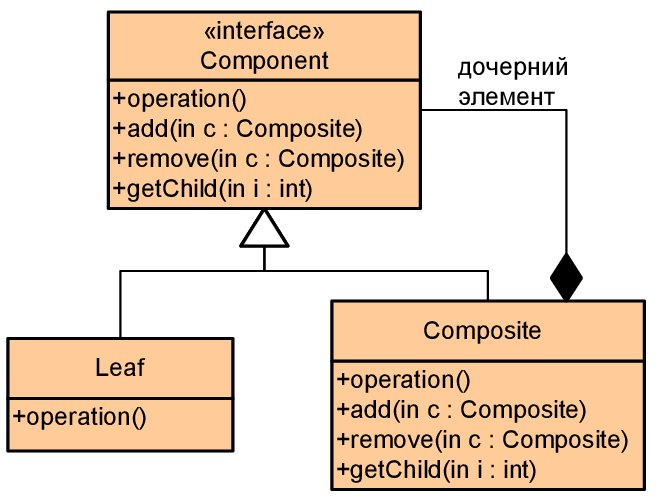 «interface»
Component
+operation()
+add(in c : Composite)
+remove(in c : Composite)
+getChild(in i : int)
дочерний
элемент
Leaf
+operation()
Composite
+operation()
+add(in c : Composite)
+remove(in c : Composite)
+getChild(in i : int)